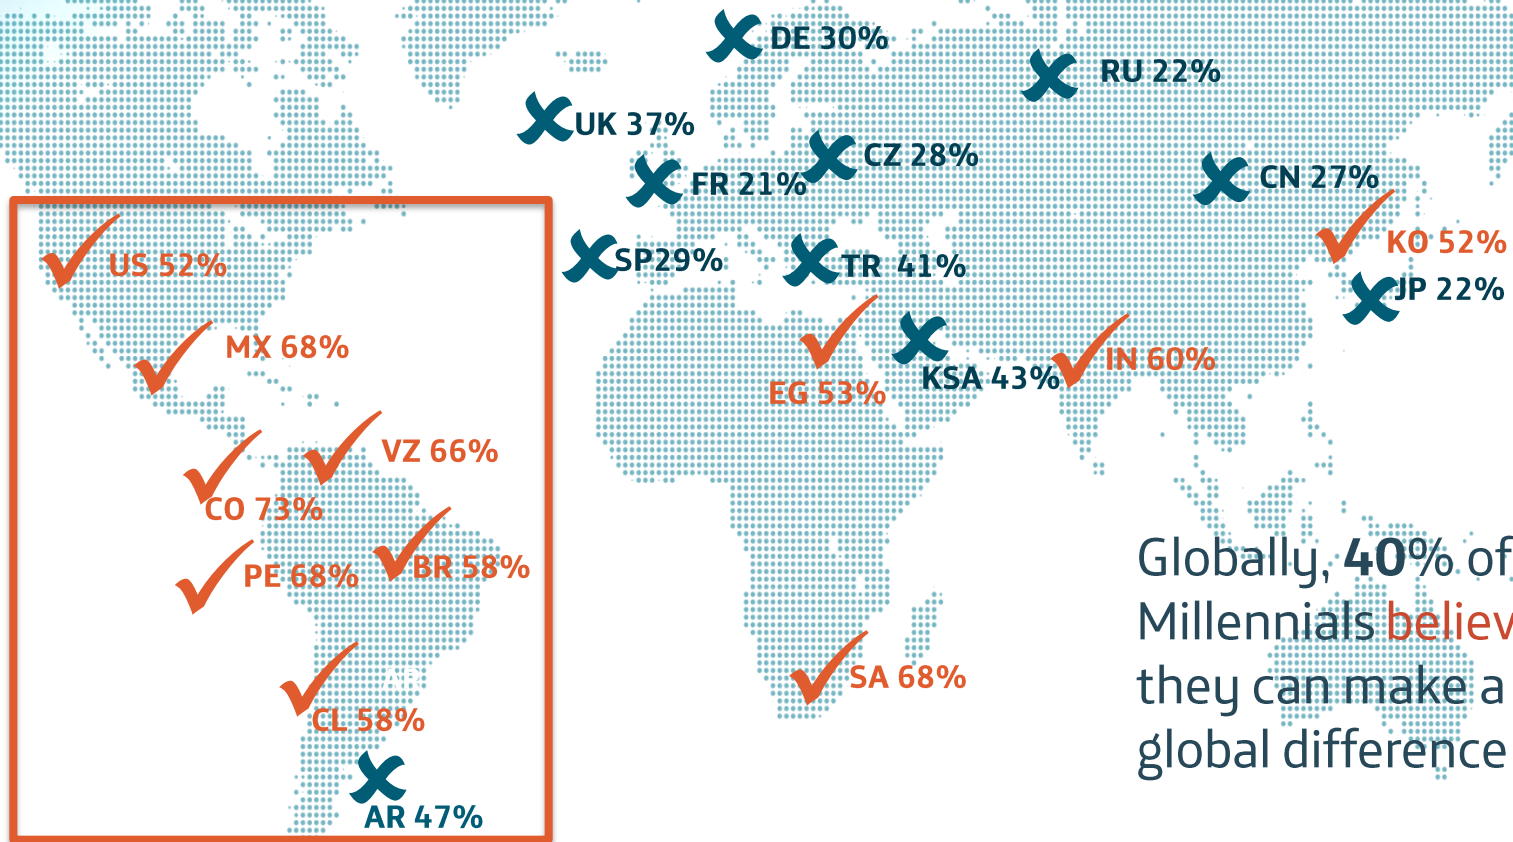 DE 30%
RU 22%
UK 37%
CZ 28%
FR 21%
CN 27%
KO 52%
US 52%
SP29%
TR 41%
JP 22%
MX 68%
EG 53%
KSA 43%
IN 60%
VZ 66%
CO 73%
BR 58%
PE 68%
SA 68%
AR
CL 58%
AR 47%
Globally, 40% of
Millennials believ
they can make a
global difference